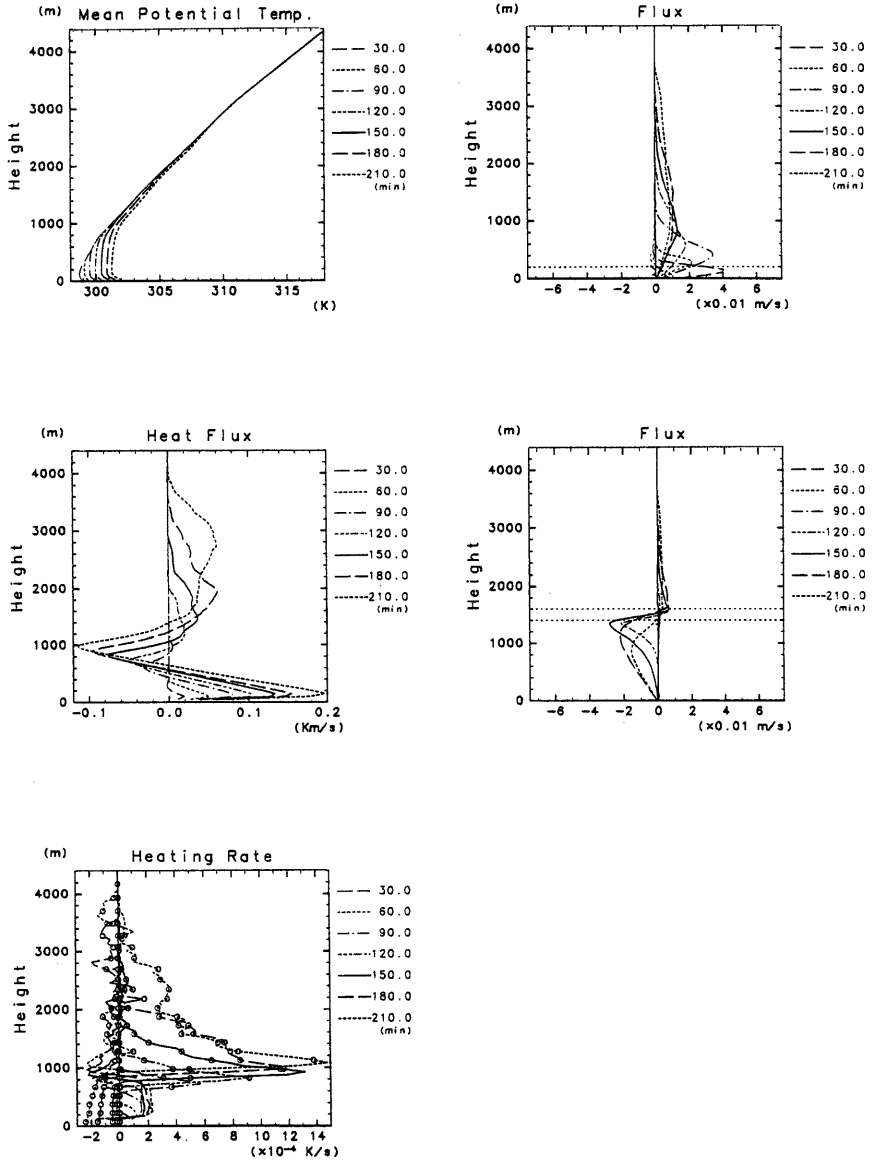 (m) Mean Potential Temp.
4000
3000
2000
1000
0
Height
300 305 310 315
(K)
30.0
60.0
90.0
120.0
150.0
180.0
210.0
(min)
(m) Flux
4000
3000
2000
1000
0
Height
-6 -4 -2 0 2 4 6
(×0.01 m/s)
30.0
60.0
90.0
120.0
150.0
180.0
210.0
(min)
(m) Heat Flux
4000
3000
2000
1000
0
Height
-0.1 0.0 0.1 0.2
(Km/s)
30.0
60.0
90.0
120.0
150.0
180.0
210.0
(min)
(m) Flux
4000
3000
2000
1000
0
Height
-6 -4 -2 0 2 4 6
(×0.01 m/s)
30.0
60.0
90.0
120.0
150.0
180.0
210.0
(min)
(m) Heating Rate
4000
3000
2000
1000
0
Height
-2 0 2 4. 6 8 10 12 14
(×10⁻⁴ K/s)
30.0
60.0
90.0
120.0
150.0
180.0
210.0
(min)